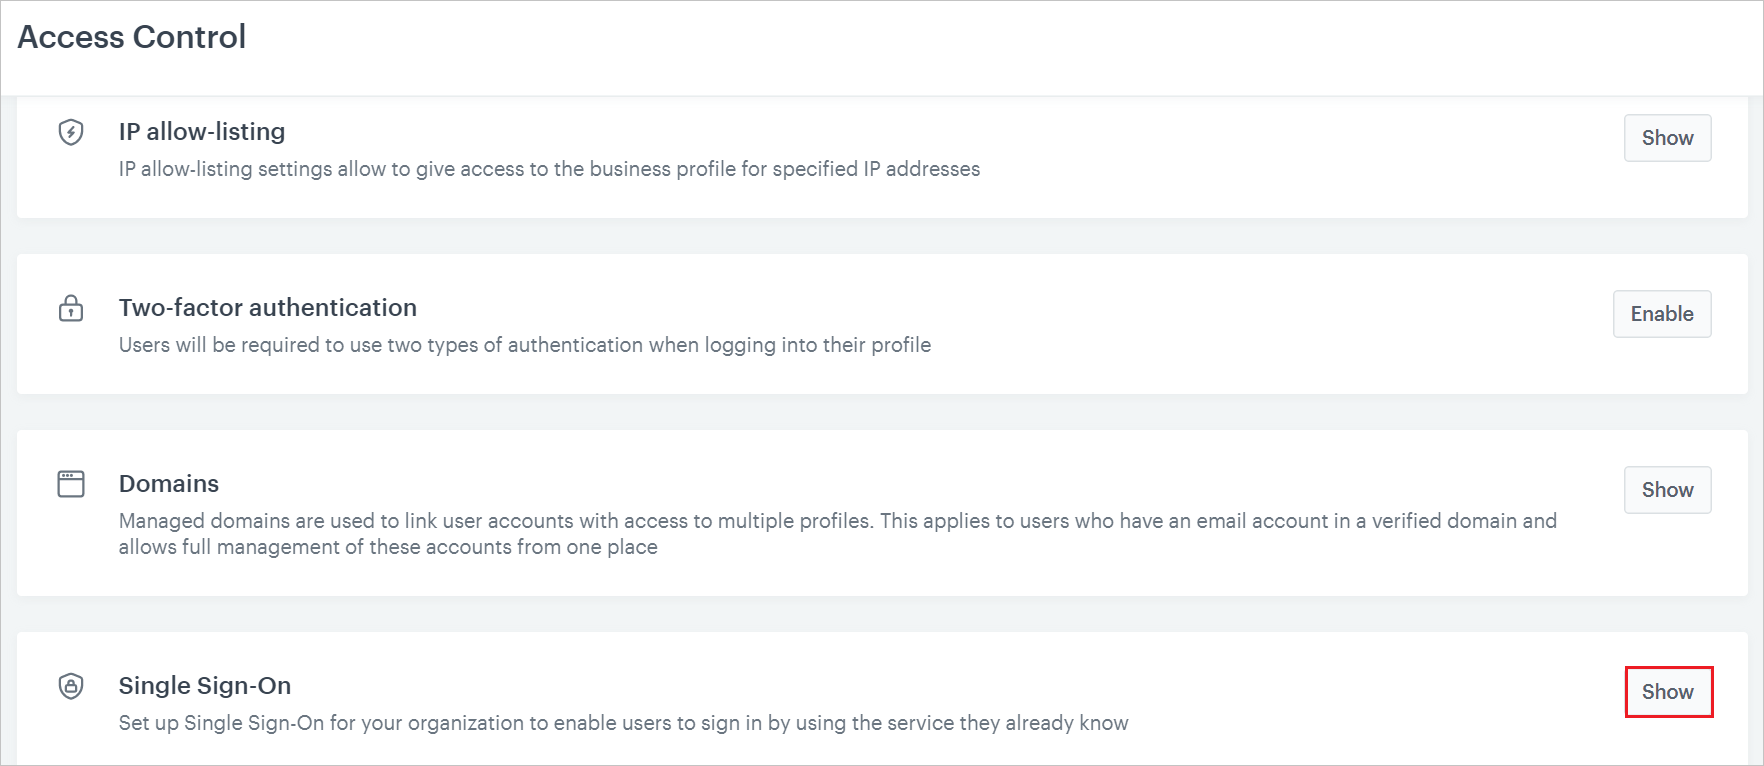 Access Control
IP allow-listing
Show
IP allow-listing settings allow to give access to the business profile for specified IP addresses
Two-factor authentication
Enable
Users will be required to use two types of authentication when logging into their profile
Domains
Show
Managed domains are used to link user accounts with access to multiple profiles. This applies to users who have an email account in a verified domain and
allows full management of these accounts from one place
Single Sign-On
Show
Set up Single Sign-On for your organization to enable users to sign in by using the service they already know